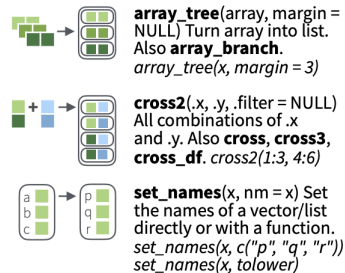 array_tree(array, margin =
NULL) Turn array into list.
Also array_branch.
array_tree(x, margin = 3)
+
cross2(.x, .y, .filter = NULL)
All combinations of .x
and .y. Also cross, cross3,
cross_df. cross2(1:3, 4:6)
a
b
c
p
q
r
set_names(x, nm = x) Set
the names of a vector/list
directly or with a function.
set_names(x, c("p", "q", "r"))
set_names(x, tolower)